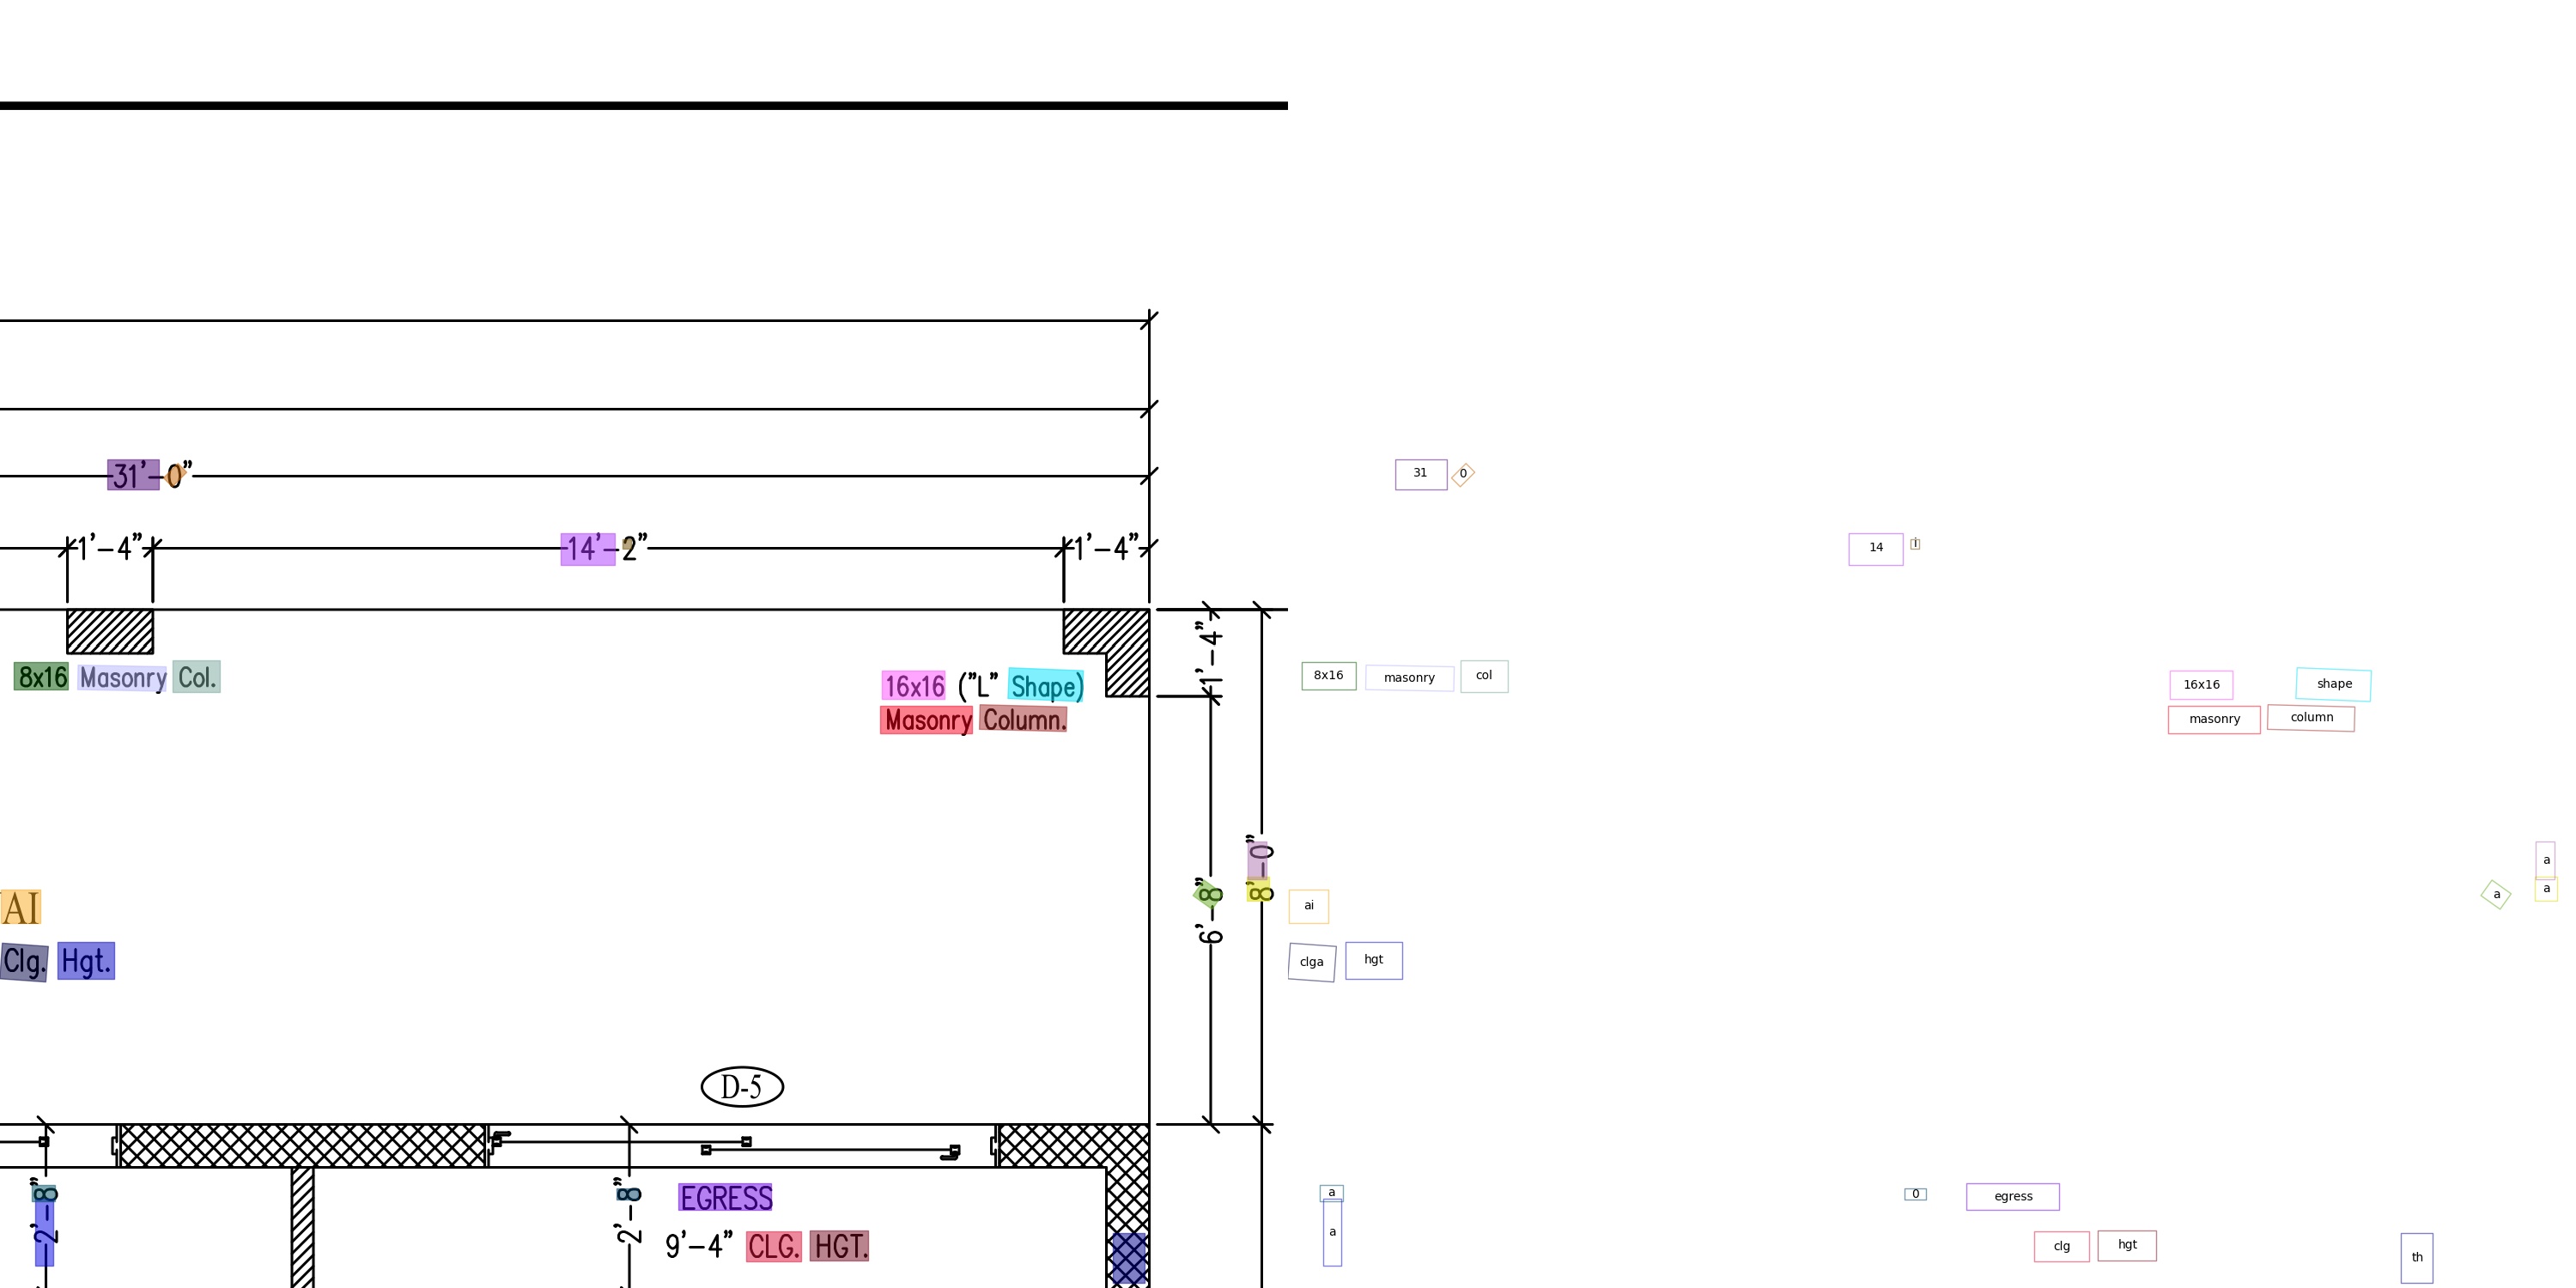 31'-0"
31
0
1'-4"
14'-2"
1'-4"
14
i
1'-4"
8x16 Masonry Col.
16x16 ("L" Shape)
Masonry Column.
8x16
masonry
col
16x16
shape
masonry
column
6'-8"
8'-0"
a
a
a
AI
ai
Clg. Hgt.
clga
hgt
D-5
2'-8"
2'-8"
EGRESS
9'-4" CLG. HGT.
a
a
0
egress
clg
hgt
th